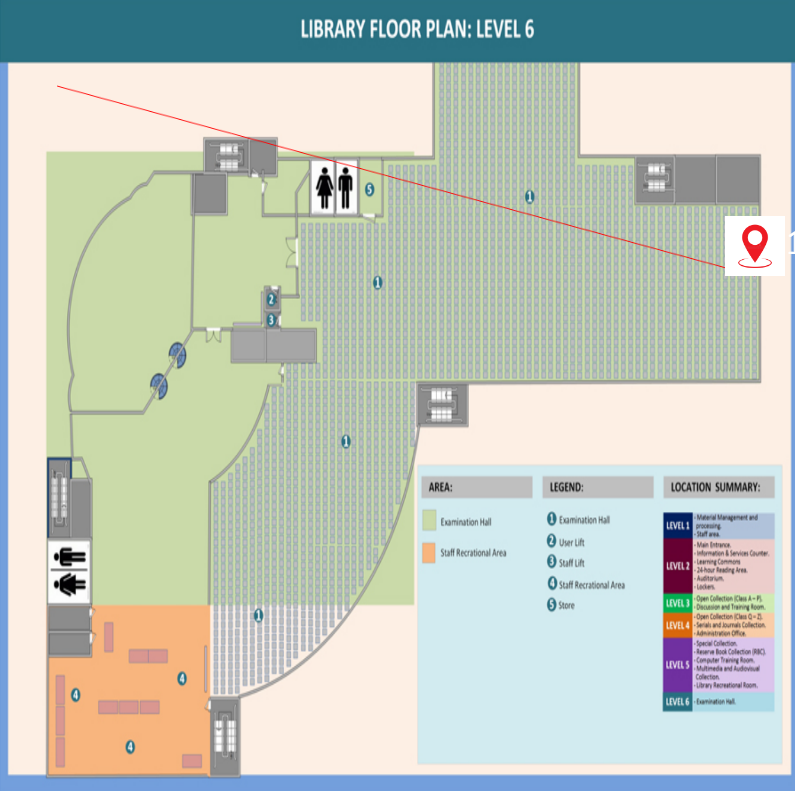 LIBRARY FLOOR PLAN: LEVEL 6
5
1
1
2
3
1
1
4
4
4
AREA:
Examination Hall
Staff Recrational Area
LEGEND:
1 Examination Hall
2 User Lift
3 Staff Lift
4 Staff Recrational Area
5 Store
LOCATION SUMMARY:
LEVEL 1
- Material Management and
processing.
- Staff area.
LEVEL 2
- Main Entrance.
- Information & Services Counter.
- Learning Commons
- 24-hour Reading Area.
- Auditorium.
- Lockers.
LEVEL 3
- Open Collection (Class A – P).
- Discussion and Training Room.
LEVEL 4
- Open Collection (Class Q – Z).
- Serials and Journals Collection.
- Administration Office.
LEVEL 5
- Special Collection.
- Reserve Book Collection (RBC).
- Computer Training Room.
- Multimedia and Audiovisual
Collection.
- Library Recreational Room.
LEVEL 6
- Examination Hall.